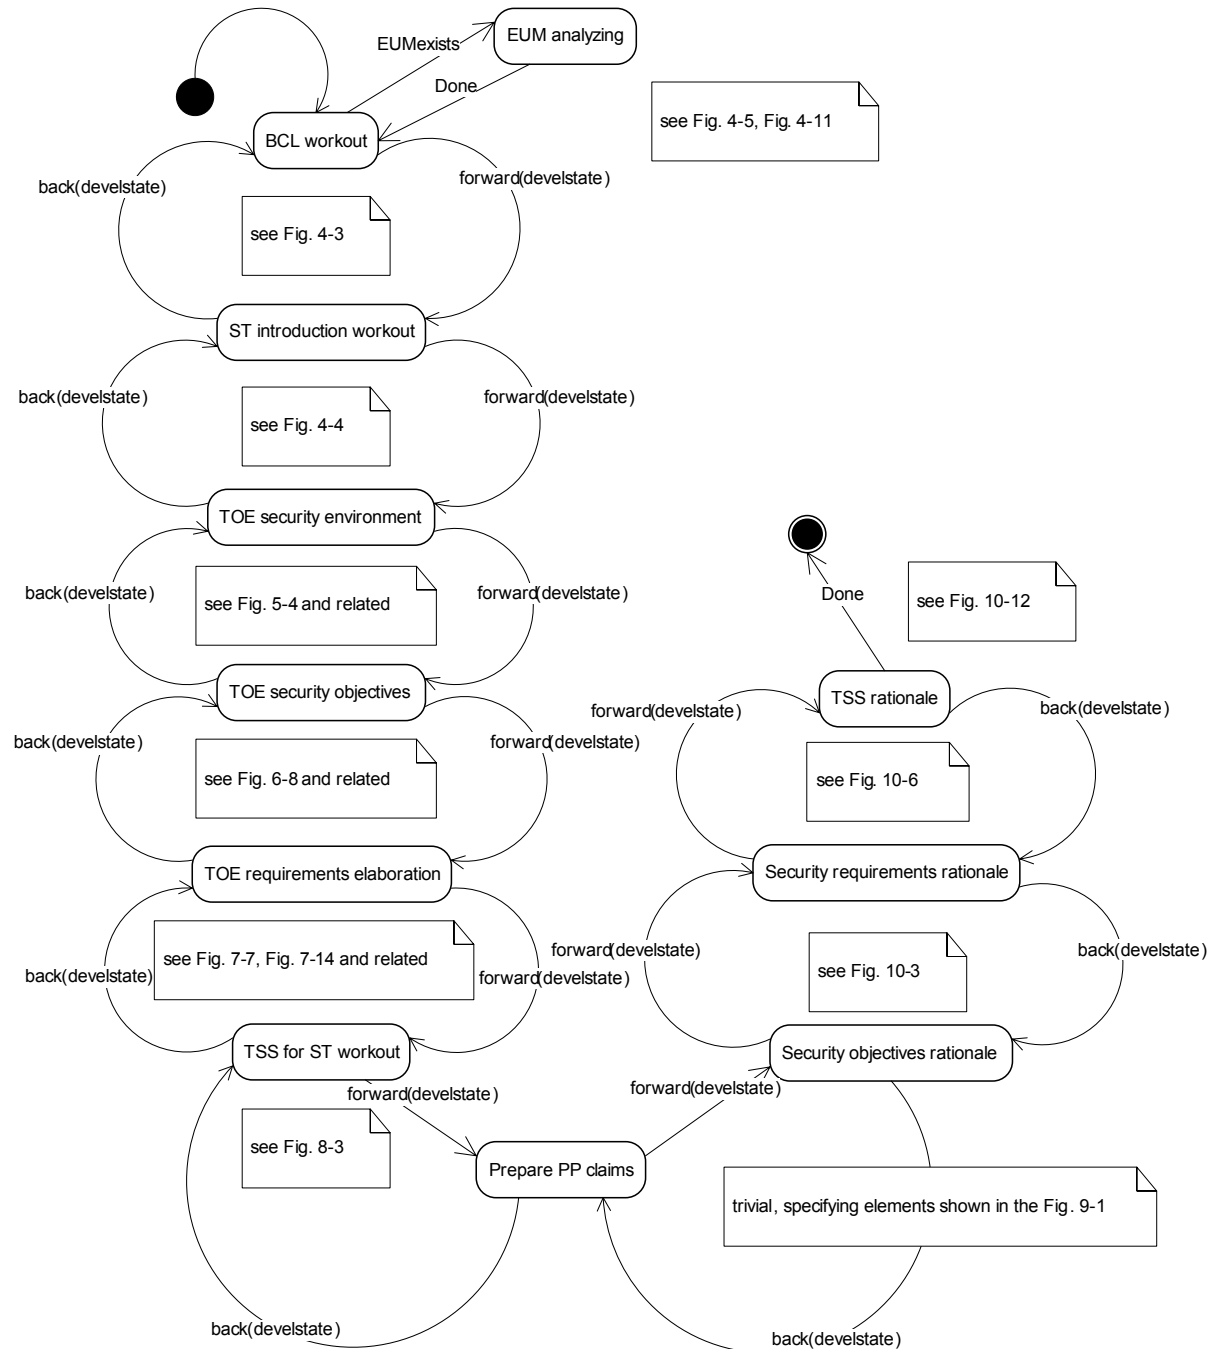 EUM analyzing
EUMexists
Done
see Fig. 4-5, Fig. 4-11
BCL workout
back(develstate)
forward(develstate)
see Fig. 4-3
ST introduction workout
back(develstate)
forward(develstate)
see Fig. 4-4
TOE security environment
back(develstate)
forward(develstate)
see Fig. 5-4 and related
Done
see Fig. 10-12
TOE security objectives
TSS rationale
back(develstate)
forward(develstate)
forward(develstate)
back(develstate)
see Fig. 6-8 and related
see Fig. 10-6
TOE requirements elaboration
Security requirements rationale
see Fig. 7-7, Fig. 7-14 and related
back(develstate)
forward(develstate)
forward(develstate)
back(develstate)
see Fig. 10-3
TSS for ST workout
Security objectives rationale
forward(develstate)
forward(develstate)
see Fig. 8-3
Prepare PP claims
trivial, specifying elements shown in the Fig. 9-1
back(develstate)
back(develstate)